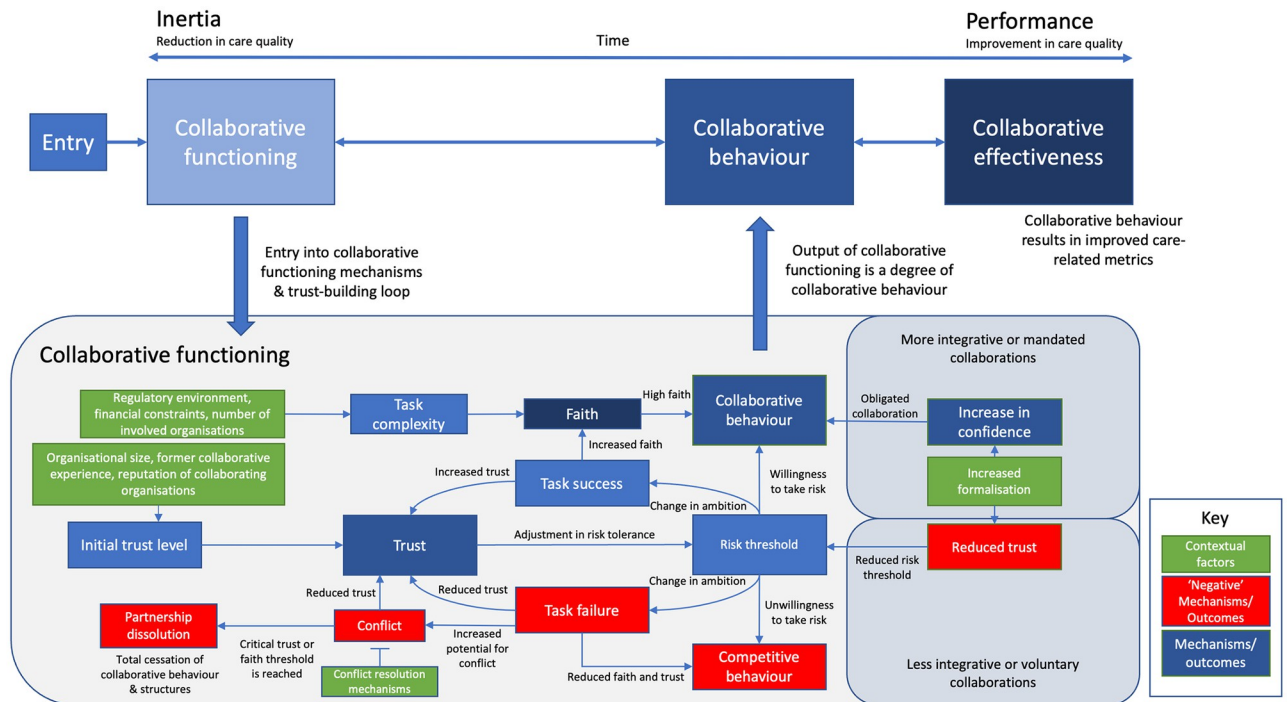 Inertia
Reduction in care quality
Time
Performance
Improvement in care quality
Entry
Collaborative
functioning
Collaborative
behaviour
Collaborative
effectiveness
Entry into collaborative
functioning mechanisms
& trust-building loop
Output of collaborative
functioning is a degree of
collaborative behaviour
Collaborative behaviour
results in improved care-
related metrics
Collaborative functioning
More integrative or mandated
collaborations
Regulatory environment,
financial constraints, number of
involved organisations
Task
complexity
Faith
High faith
Collaborative
behaviour
Obligated
collaboration
Increase in
confidence
Increased faith
Organisational size, former collaborative
experience, reputation of collaborating
organisations
Increased trust
Task success
Willingness
to take risk
Increased
formalisation
Change in ambition
Initial trust level
Trust
Adjustment in risk tolerance
Risk threshold
Reduced trust
Reduced risk
threshold
Change in ambition
Reduced trust
Reduced trust
Task failure
Unwillingness
to take risk
Partnership
dissolution
Conflict
Critical trust or
faith threshold
is reached
Increased
potential for
conflict
Total cessation of
collaborative behaviour
& structures
Conflict resolution
mechanisms
Reduced faith and trust
Competitive
behaviour
Less integrative or voluntary
collaborations
Key
Contextual
factors
‘Negative’
Mechanisms/
Outcomes
Mechanisms/
outcomes